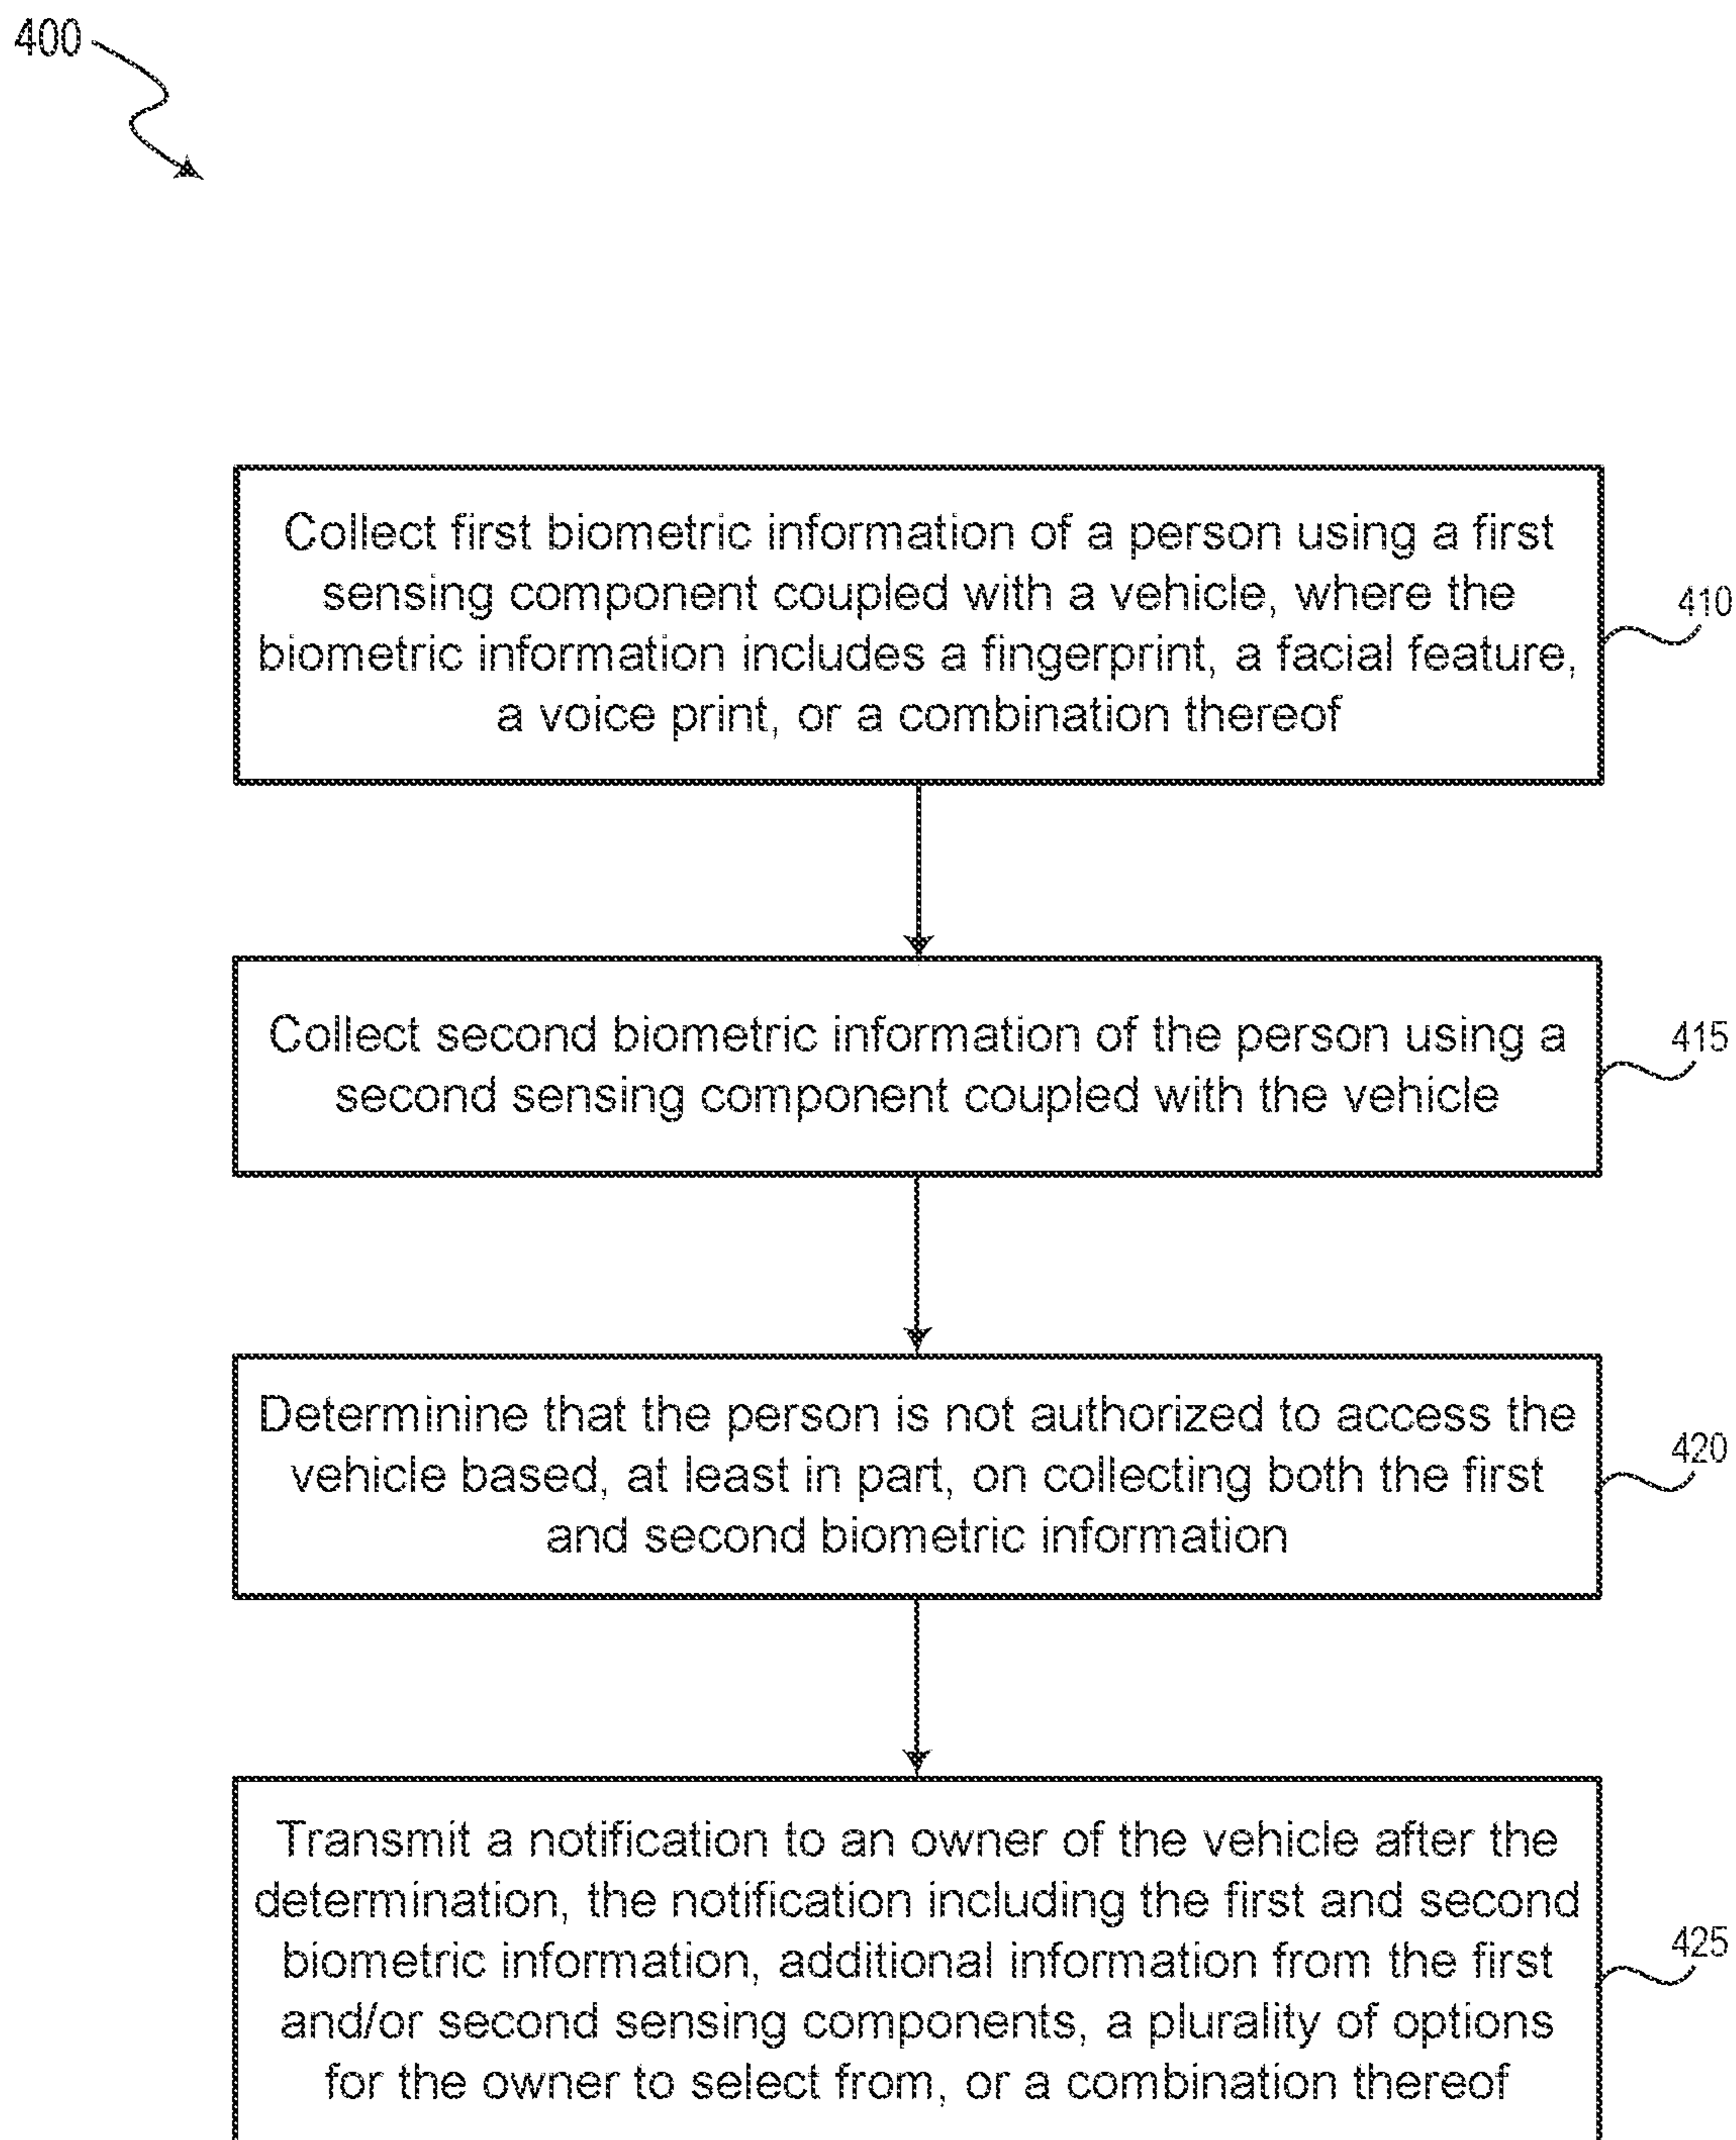 400
Collect first biometric information of a person using a first
sensing component coupled with a vehicle, where the
biometric information includes a fingerprint, a facial feature,
a voice print, or a combination thereof
410
Collect second biometric information of the person using a
second sensing component coupled with the vehicle
415
Determinine that the person is not authorized to access the
vehicle based, at least in part, on collecting both the first
and second biometric information
420
Transmit a notification to an owner of the vehicle after the
determination, the notification including the first and second
biometric information, additional information from the first
and/or second sensing components, a plurality of options
for the owner to select from, or a combination thereof
425